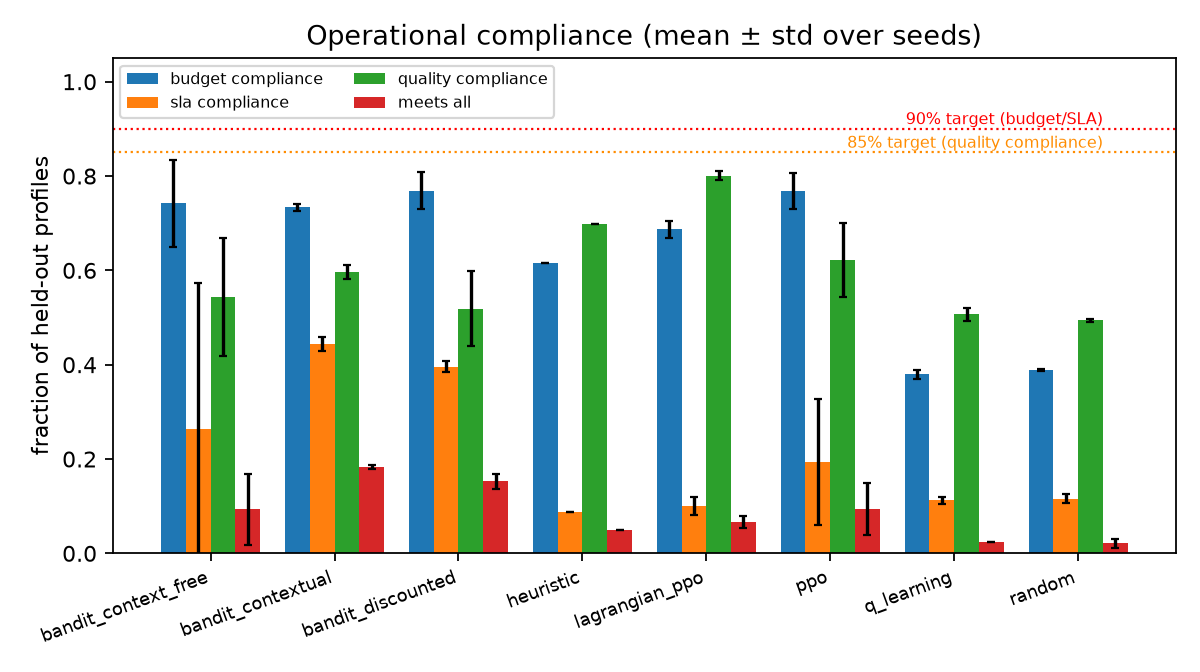 Operational compliance (mean ± std over seeds)
budget compliance
sla compliance
quality compliance
meets all
90% target (budget/SLA)
85% target (quality compliance)
fraction of held-out profiles
1.0
0.8
0.6
0.4
0.2
0.0
bandit_context_free
bandit_contextual
bandit_discounted
heuristic
lagrangian_ppo
ppo
q_learning
random